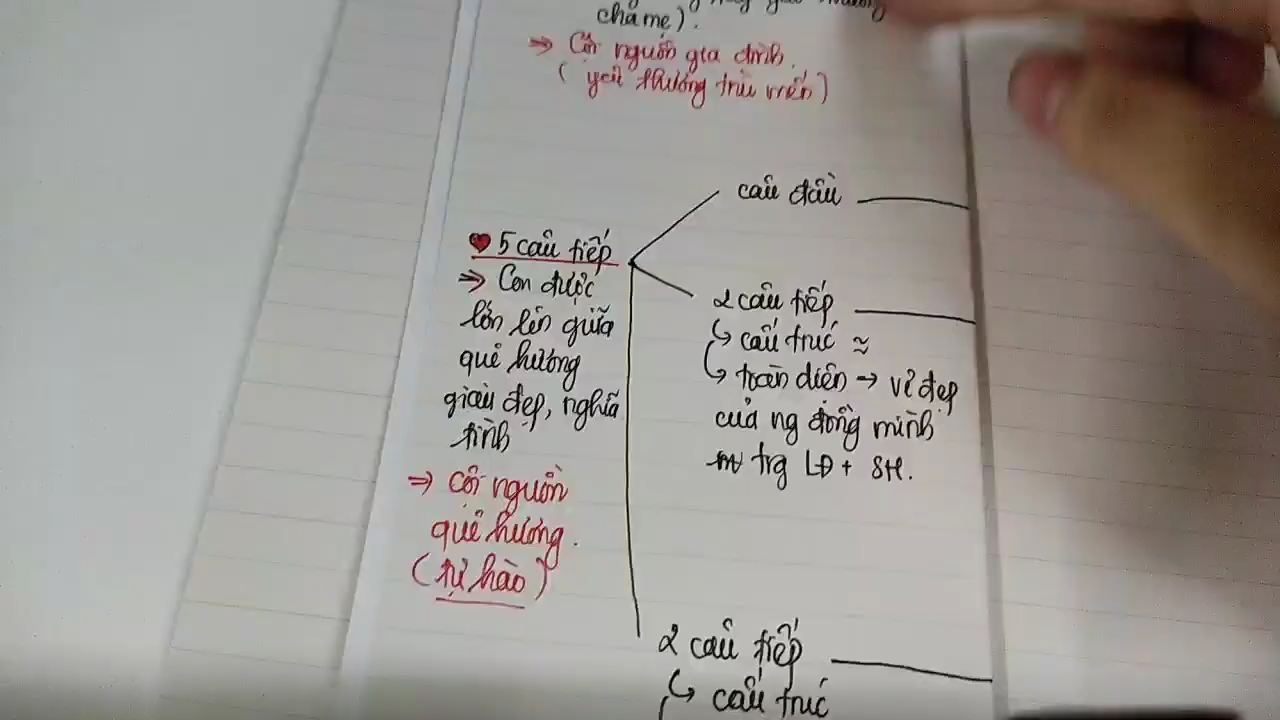 cha mẹ).
⇒ Cội nguồn gia đình.
(yêu thương trìu mến)
câu đầu
♥ 5 câu tiếp
⇒ Con được
lớn lên giữa
quê hương
giàu đẹp, nghĩa
tình
⇒ cội nguồn
quê hương.
(tự hào)
2 câu tiếp
↳ cấu trúc ≈
↳ toàn diện → vẻ đẹp
của ng đồng mình
trg LĐ + SH.
2 câu tiếp
↳ cấu trúc